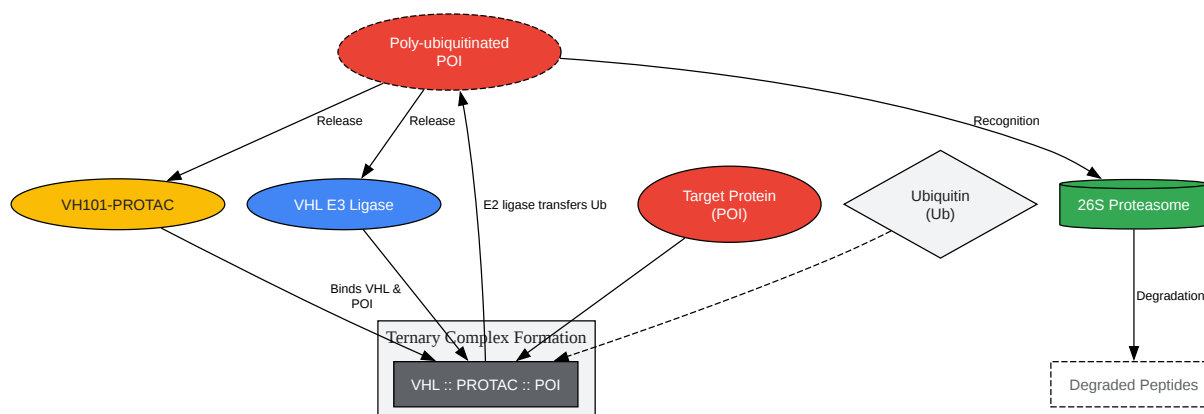 Poly-ubiquitinated
POI
Release
Release
Recognition
VH101-PROTAC
VHL E3 Ligase
E2 ligase transfers Ub
Target Protein
(POI)
Ubiquitin
(Ub)
26S Proteasome
Binds VHL &
POI
Degradation
Ternary Complex Formation
VHL :: PROTAC :: POI
Degraded Peptides